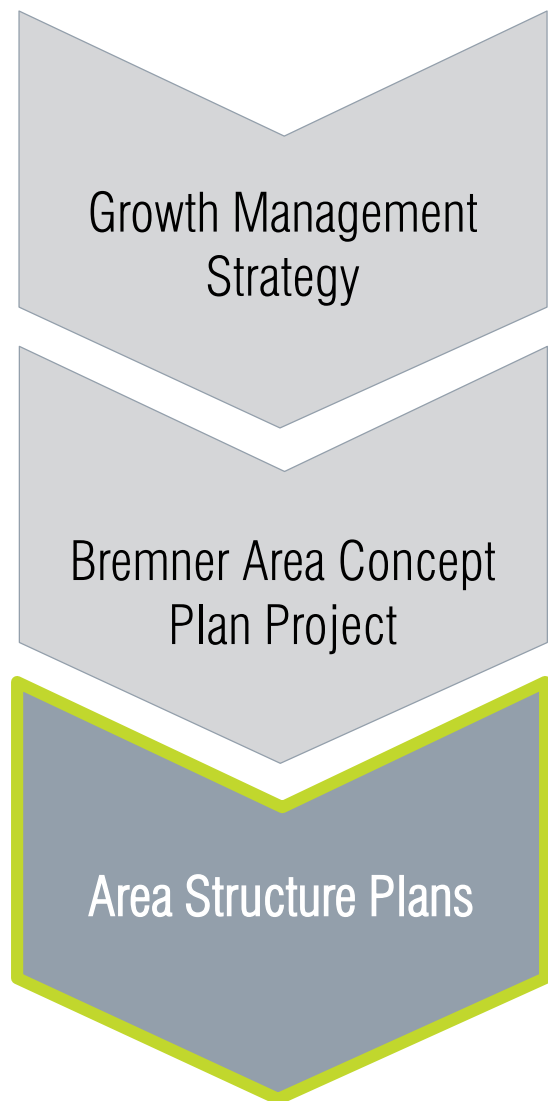 Growth Management
Strategy
Bremner Area Concept
Plan Project
Area Structure Plans